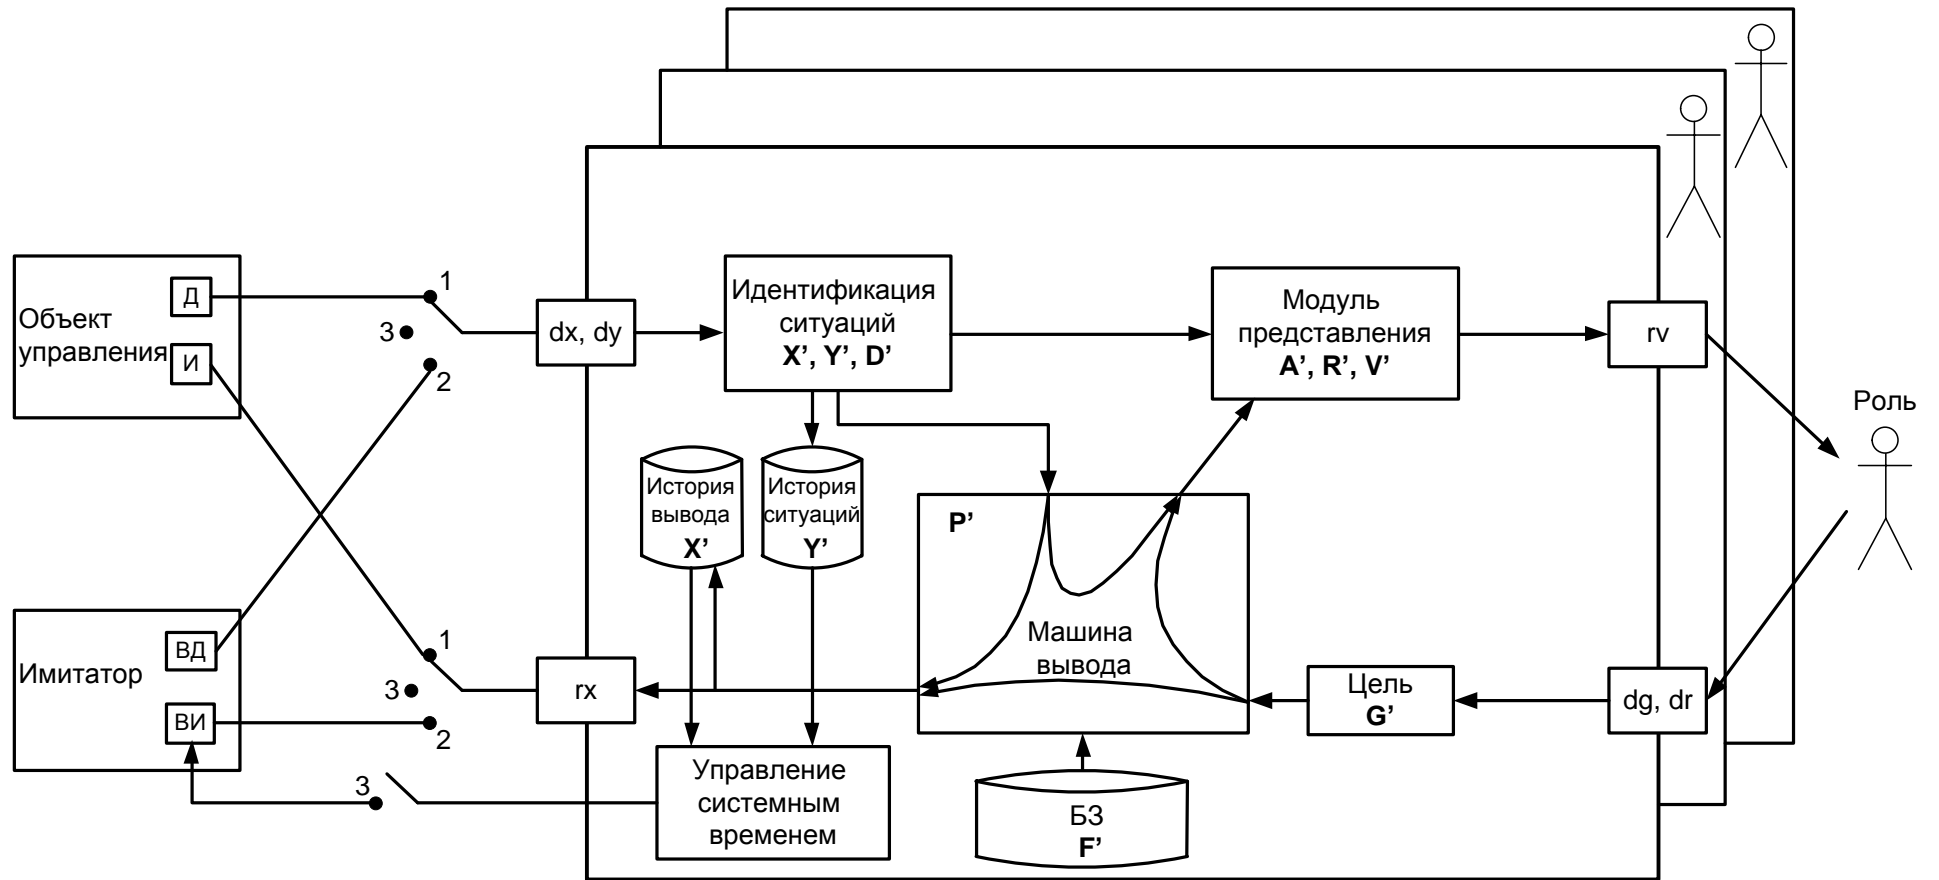 Объект
управления
Д
И
1
3
2
dx, dy
Идентификация
ситуаций
X’, Y’, D’
Модуль
представления
A’, R’, V’
rv
Роль
История
вывода
X’
История
ситуаций
Y’
P’
Машина
вывода
Имитатор
ВД
ВИ
1
3
2
rx
Цель
G’
dg, dr
3
Управление
системным
временем
БЗ
F’